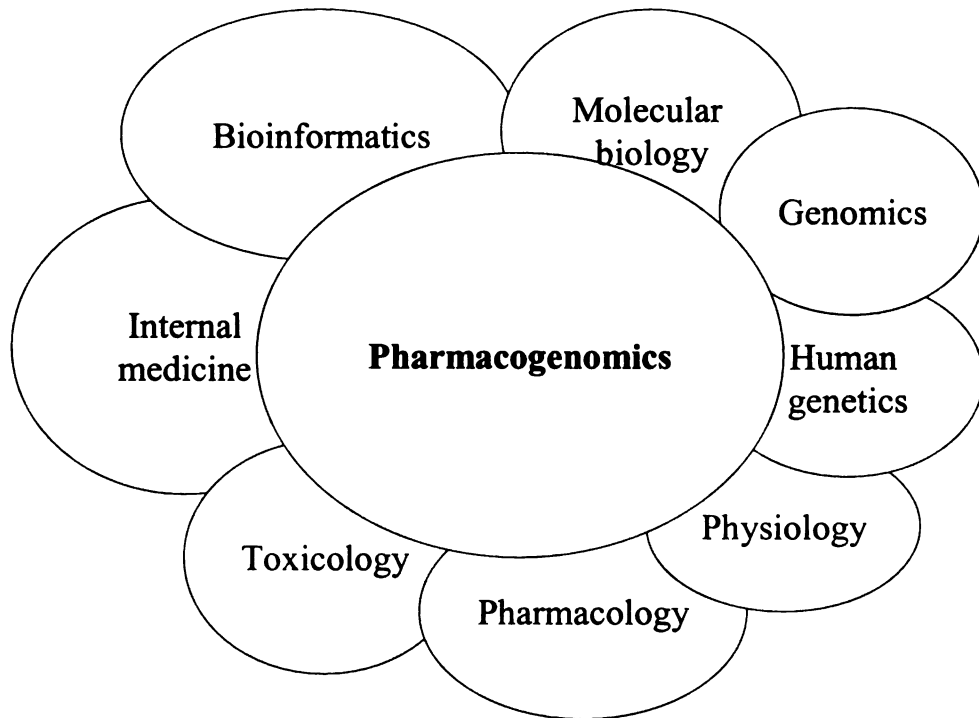 Molecular
biology
Bioinformatics
Genomics
Internal
medicine
Pharmacogenomics
Human
genetics
Physiology
Toxicology
Pharmacology